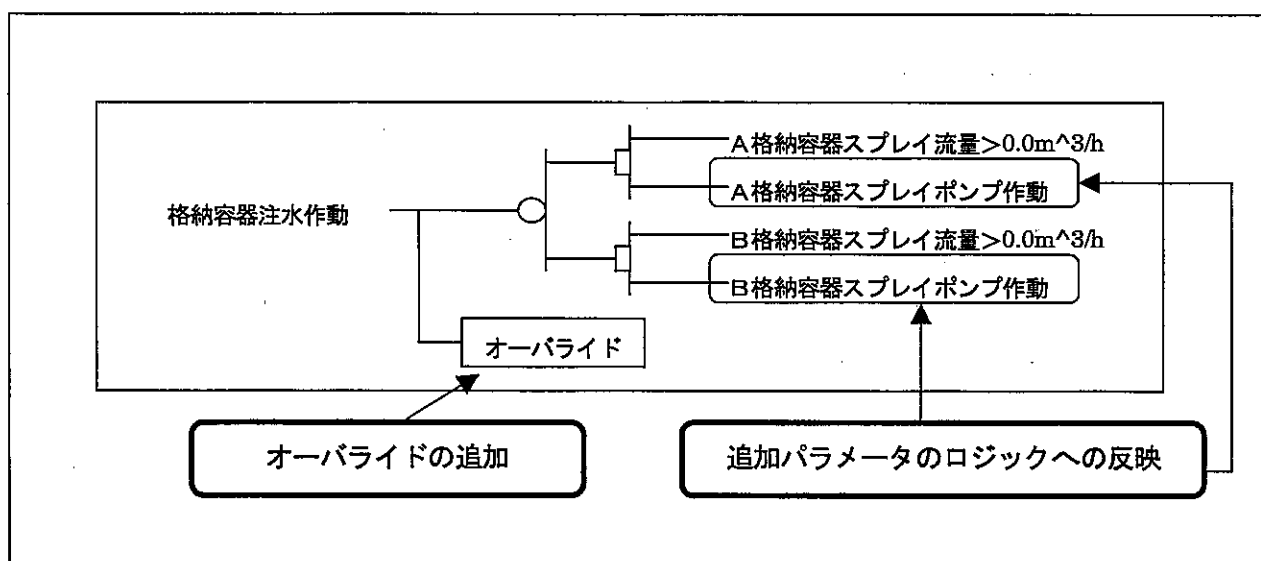 A格納容器スプレイ流量>0.0m^3/h
A格納容器スプレイポンプ作動
格納容器注水作動
B格納容器スプレイ流量>0.0m^3/h
B格納容器スプレイポンプ作動
オーバライド
オーバライドの追加
追加パラメータのロジックへの反映